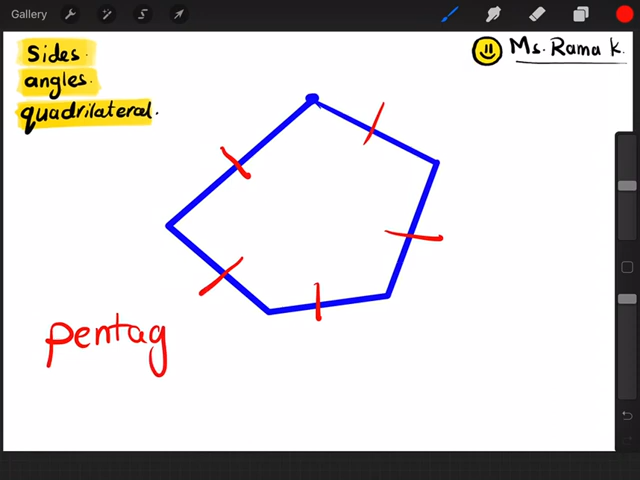 Gallery
Sides.
angles.
quadrilateral.
Ms. Rama K.
pentag